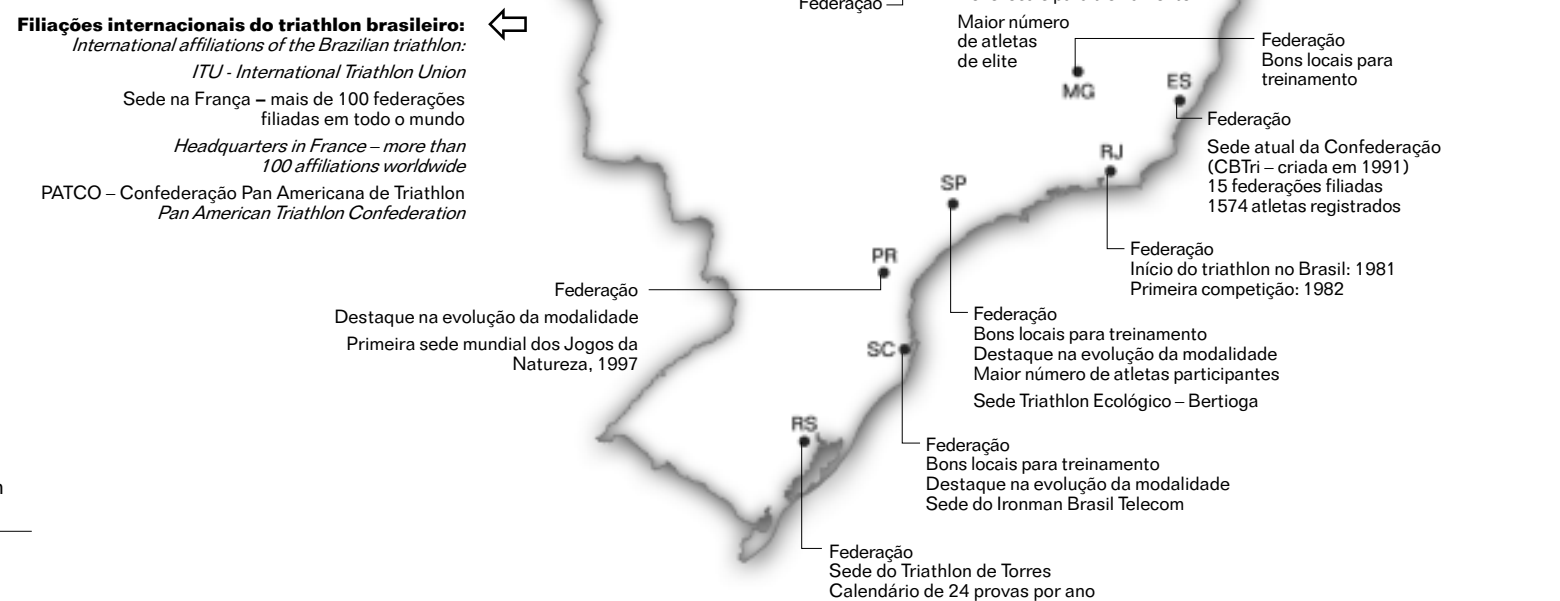 Filiações internacionais do triathlon brasileiro:
International affiliations of the Brazilian triathlon:
ITU - International Triathlon Union
Sede na França – mais de 100 federações
filiadas em todo o mundo
Headquarters in France – more than
100 affiliations worldwide
PATCO – Confederação Pan Americana de Triathlon
Pan American Triathlon Confederation
Federação
Maior número
de atletas
de elite
MG
Federação
Bons locais para
treinamento
ES
Federação
Sede atual da Confederação
(CBTri – criada em 1991)
15 federações filiadas
1574 atletas registrados
RJ
Federação
Início do triathlon no Brasil: 1981
Primeira competição: 1982
SP
Federação
Bons locais para treinamento
Destaque na evolução da modalidade
Maior número de atletas participantes
Sede Triathlon Ecológico – Bertioga
PR
Federação
Destaque na evolução da modalidade
Primeira sede mundial dos Jogos da
Natureza, 1997
SC
Federação
Bons locais para treinamento
Destaque na evolução da modalidade
Sede do Ironman Brasil Telecom
RS
Federação
Sede do Triathlon de Torres
Calendário de 24 provas por ano